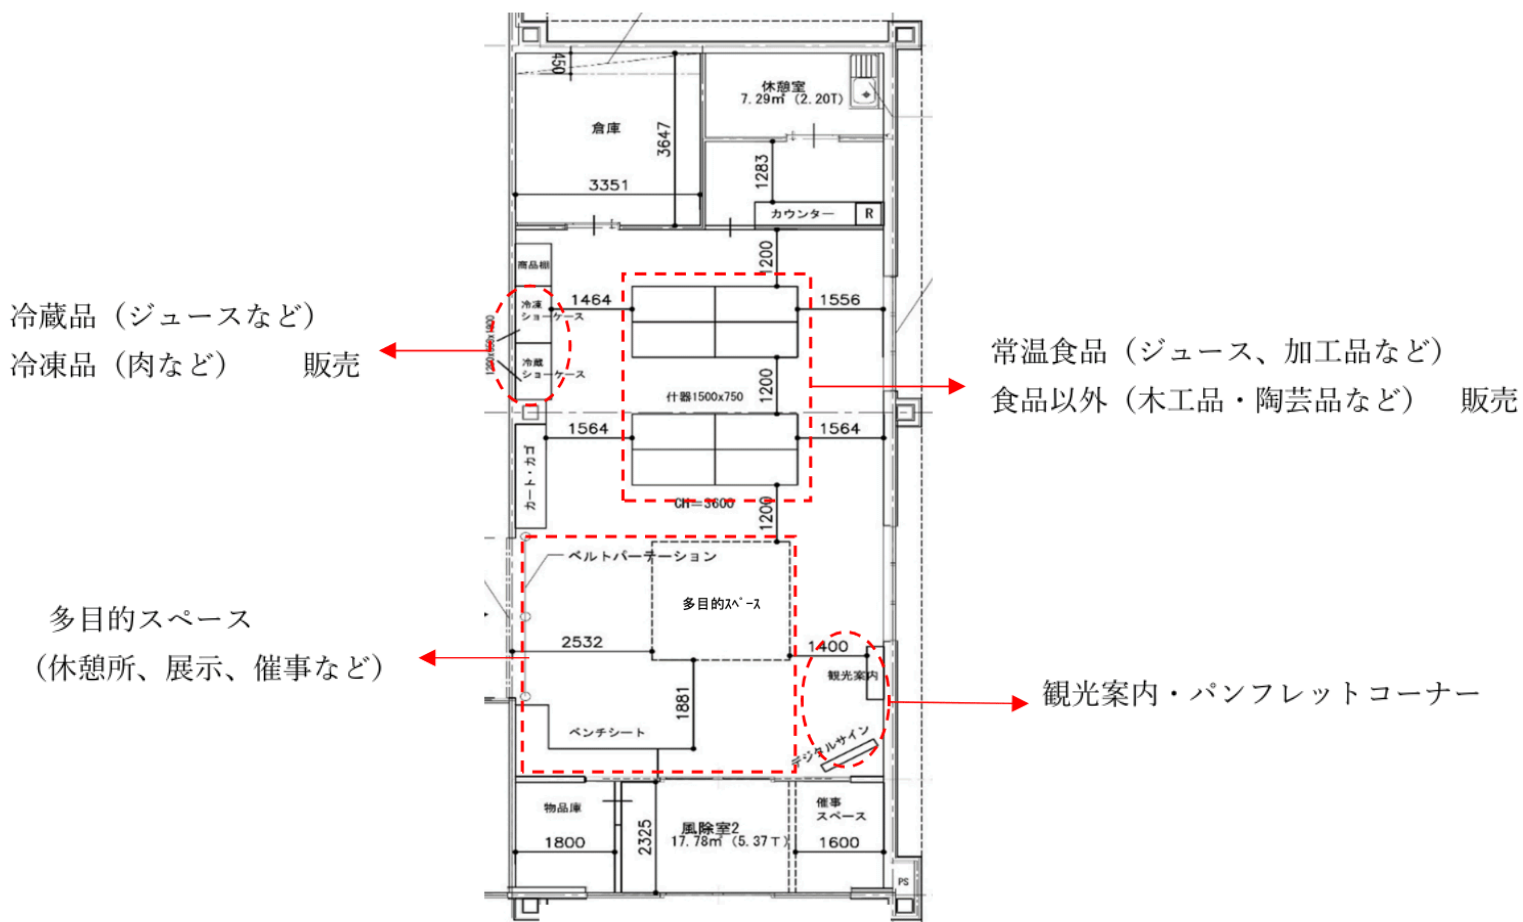 450
休憩室
7.29㎡ (2.20T)
倉庫
3647
3351
1283
カウンター
R
商品棚
1200
冷凍
ショーケース
1464
1556
冷蔵品（ジュースなど）
冷凍品（肉など）　　販売
冷蔵
ショーケース
常温食品（ジュース、加工品など）
食品以外（木工品・陶芸品など）　販売
什器1500x750
1200
1564
1564
カート・カゴ
CH=3600
1200
ベルトパーテーション
多目的ｽﾍﾟｰｽ
多目的スペース
（休憩所、展示、催事など）
2532
1400
観光案内
観光案内・パンフレットコーナー
1881
ベンチシート
デジタルサイン
物品庫
1800
2325
風除室2
17.78㎡ (5.37T)
催事
スペース
1600
PS